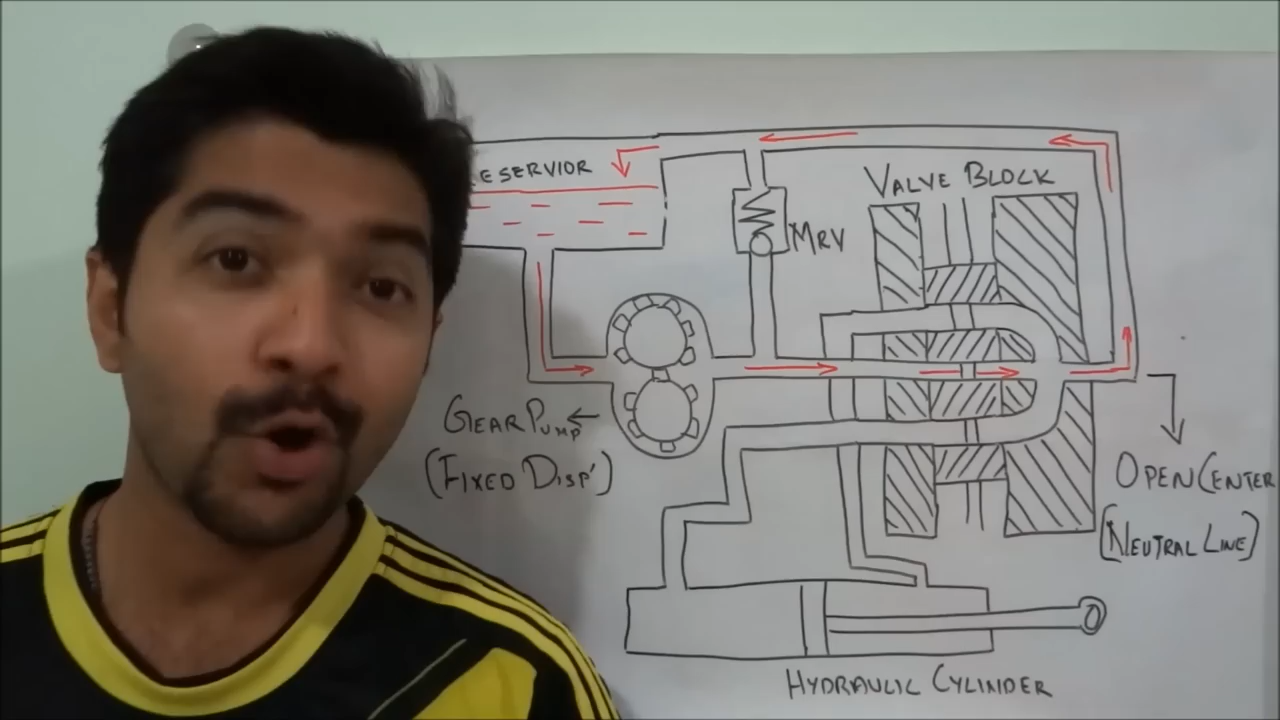 ESERVIOR
VALVE BLOCK
MRV
GEAR PUMP
(FIXED DISP')
OPEN CENTER
(NEUTRAL LINE)
HYDRAULIC CYLINDER